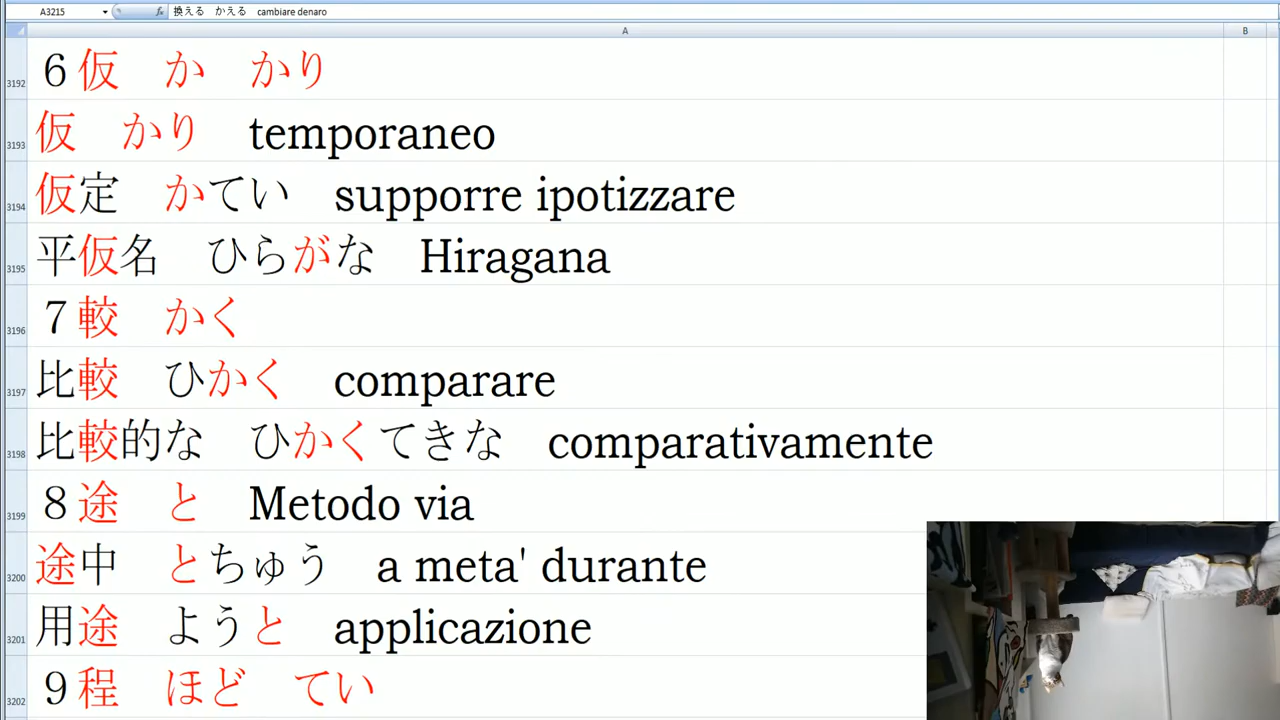 A3215 fx 換える　かえる　cambiare denaro
A B
3192 6仮　か　かり
3193 仮　かり　temporaneo
3194 仮定　かてい　supporre ipotizzare
3195 平仮名　ひらがな　Hiragana
3196 7較　かく
3197 比較　ひかく　comparare
3198 比較的な　ひかくてきな　comparativamente
3199 8途　と　Metodo via
3200 途中　とちゅう　a meta' durante
3201 用途　ようと　applicazione
3202 9程　ほど　てい